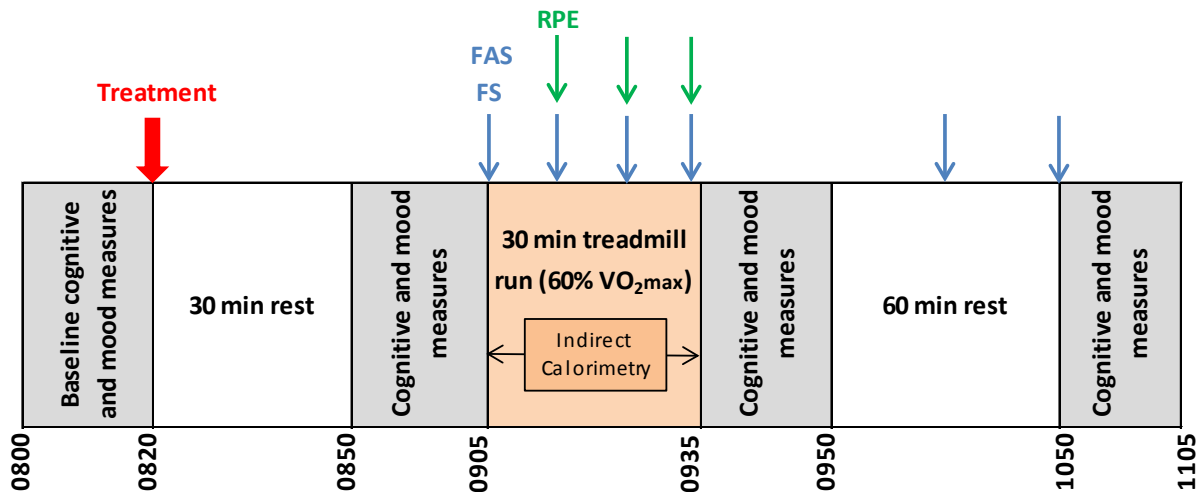 RPE
FAS
FS
Treatment
Baseline cognitive
and mood measures
30 min rest
Cognitive and mood
measures
30 min treadmill
run (60% VO₂max)
Indirect
Calorimetry
Cognitive and mood
measures
60 min rest
Cognitive and mood
measures
0800
0820
0850
0905
0935
0950
1050
1105